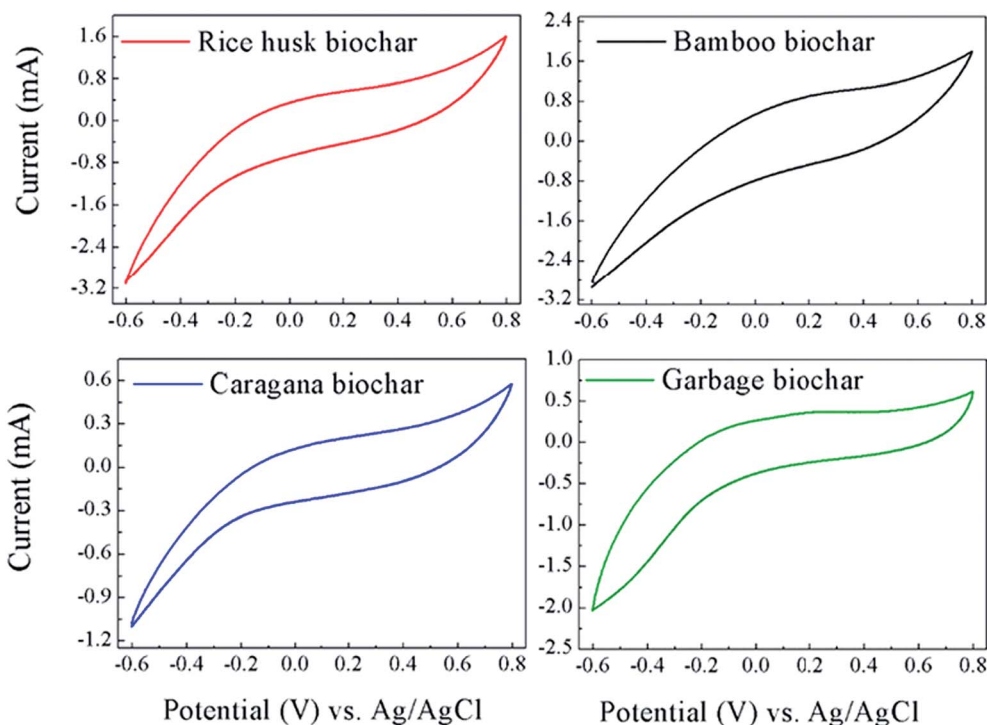 Rice husk biochar
Current (mA)
1.6
0.8
0.0
-0.8
-1.6
-2.4
-3.2
-0.6 -0.4 -0.2 0.0 0.2 0.4 0.6 0.8
Bamboo biochar
2.4
1.6
0.8
0.0
-0.8
-1.6
-2.4
-3.2
-0.6 -0.4 -0.2 0.0 0.2 0.4 0.6 0.8
Caragana biochar
Current (mA)
0.6
0.3
0.0
-0.3
-0.6
-0.9
-1.2
-0.6 -0.4 -0.2 0.0 0.2 0.4 0.6 0.8
Potential (V) vs. Ag/AgCl
Garbage biochar
1.0
0.5
0.0
-0.5
-1.0
-1.5
-2.0
-2.5
-0.6 -0.4 -0.2 0.0 0.2 0.4 0.6 0.8
Potential (V) vs. Ag/AgCl